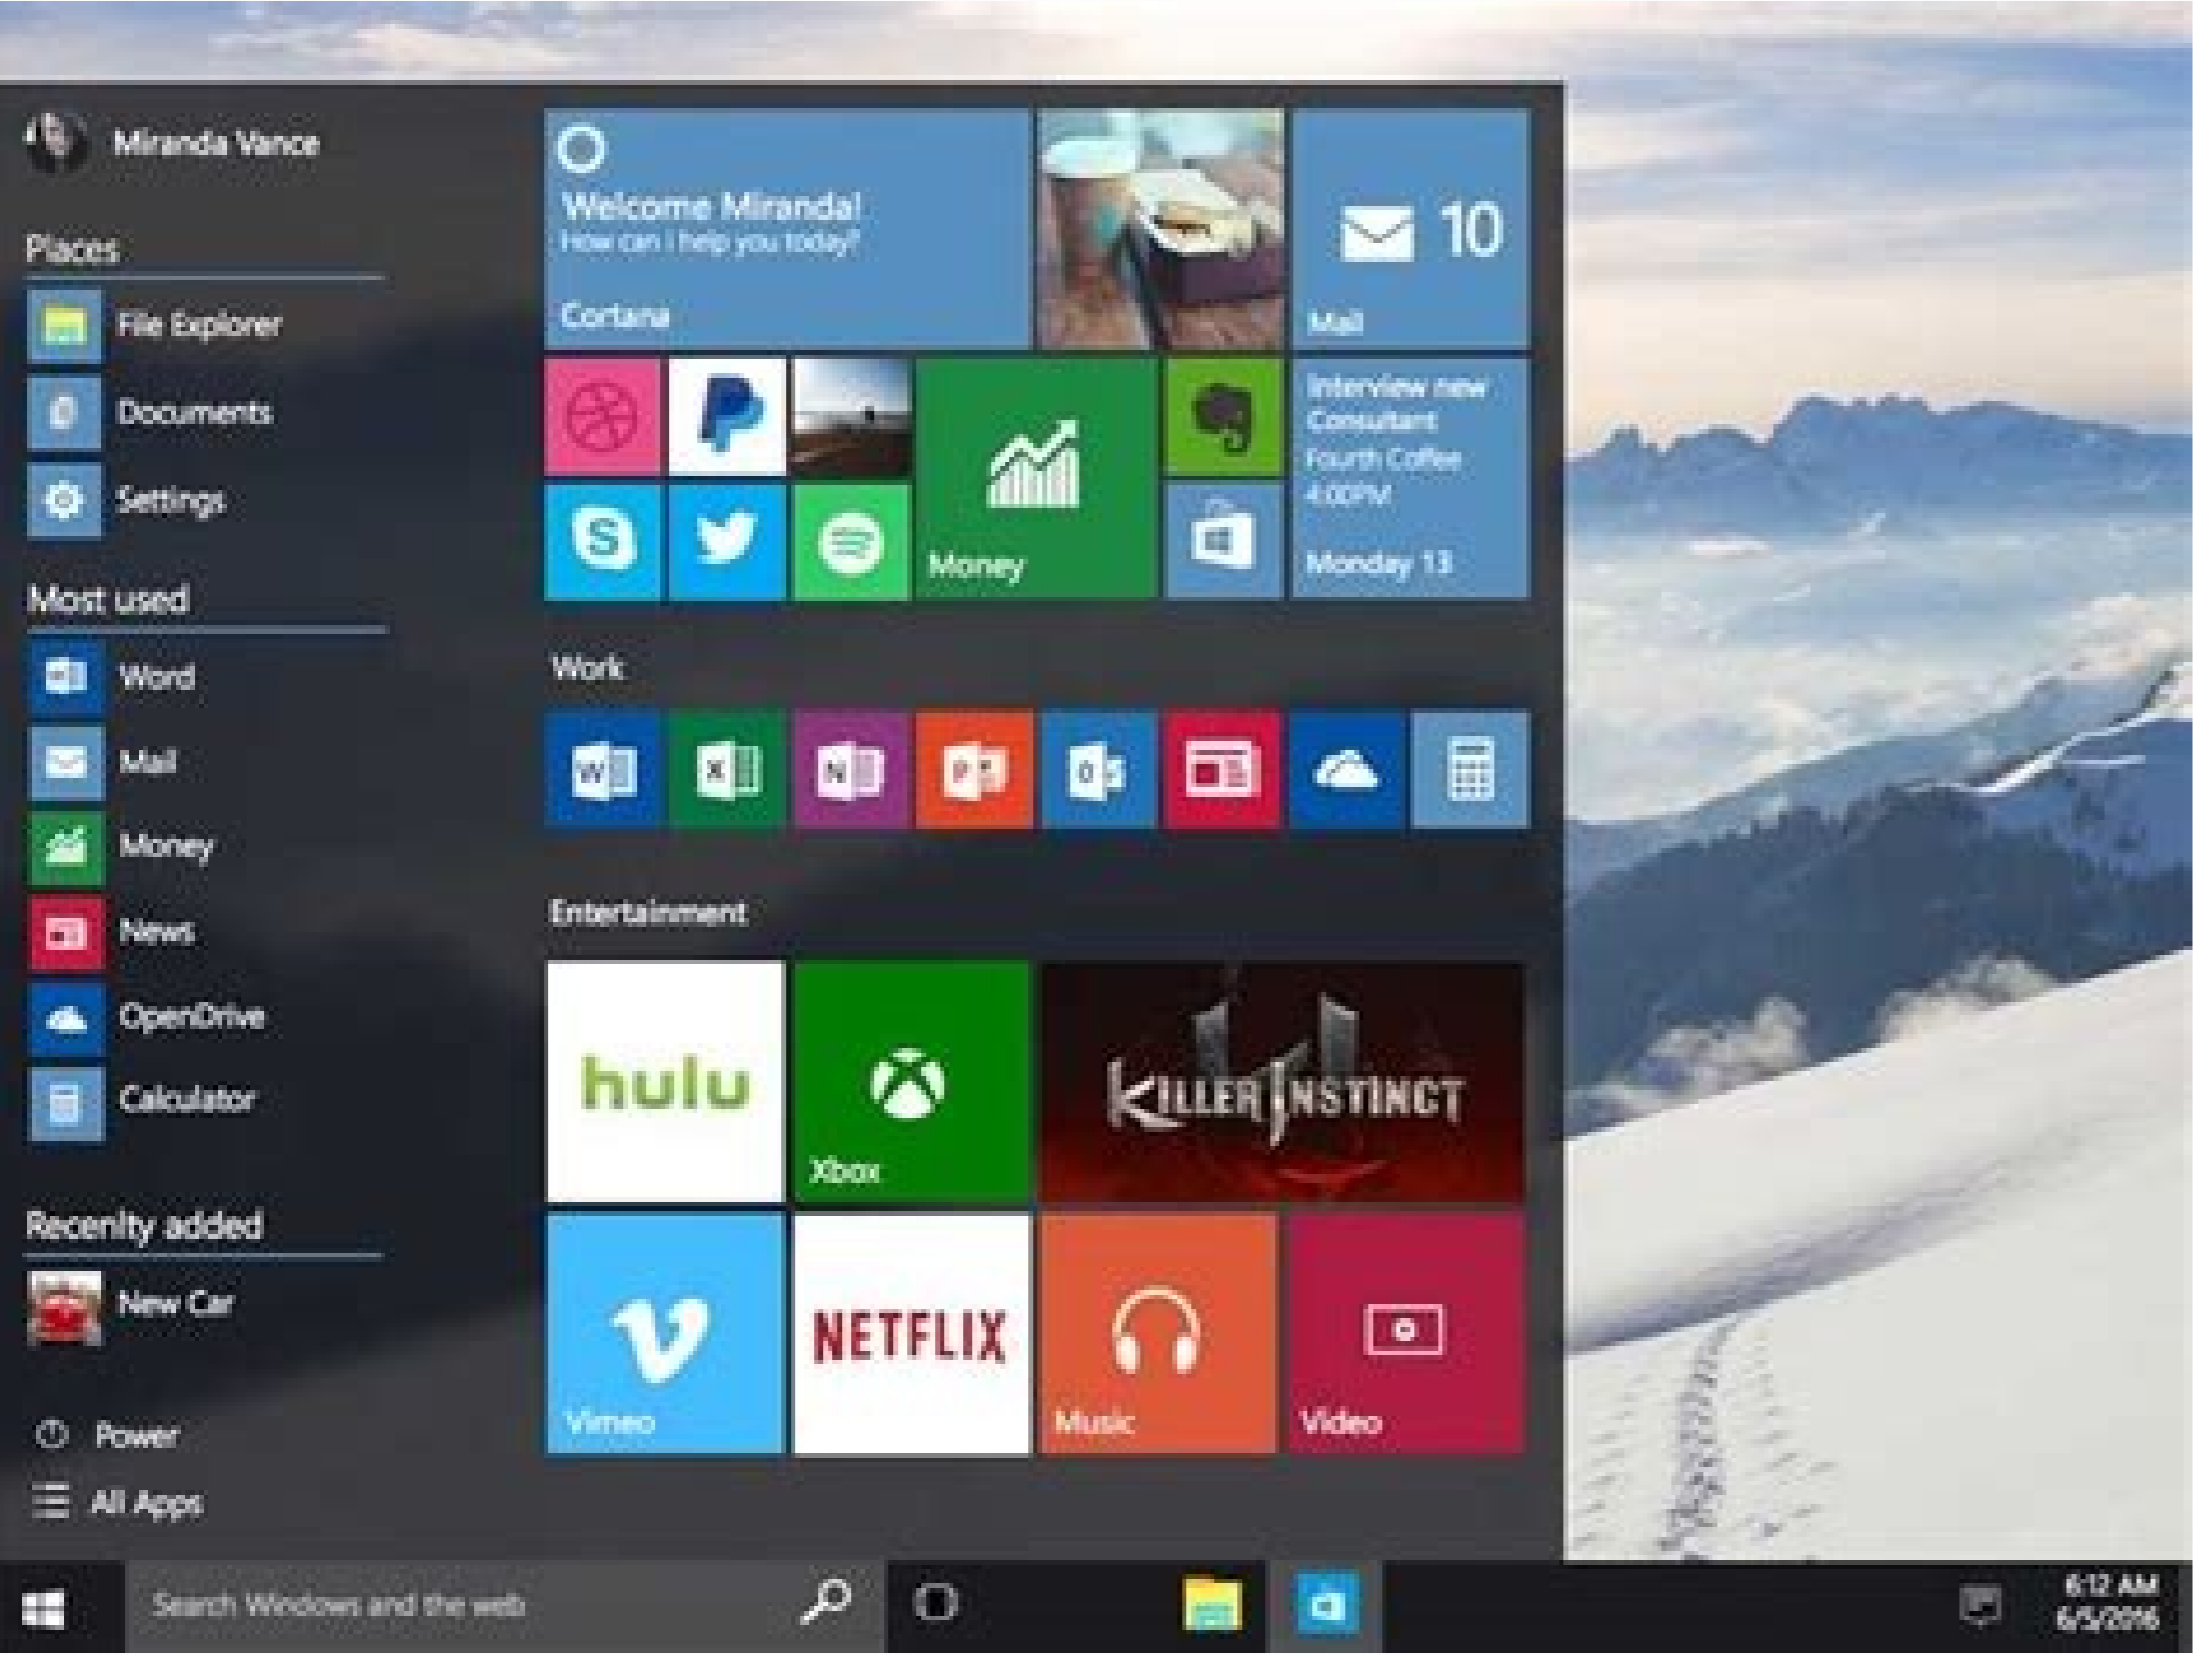 Miranda Vance
Places
File Explorer
Documents
Settings
Most used
Word
Mail
Money
News
OpenDrive
Calculator
Recenity added
New Car
Power
All Apps
Welcome Miranda!
How can i help you today?
Cortana
10
Mail
Money
Interview new
Consultant
Fourth Coffee
4:00PM
Monday 13
Work
Entertainment
hulu
Xbox
KILLER INSTINCT
Vimeo
NETFLIX
Music
Video
Search Windows and the web
6:12 AM
6/5/2016